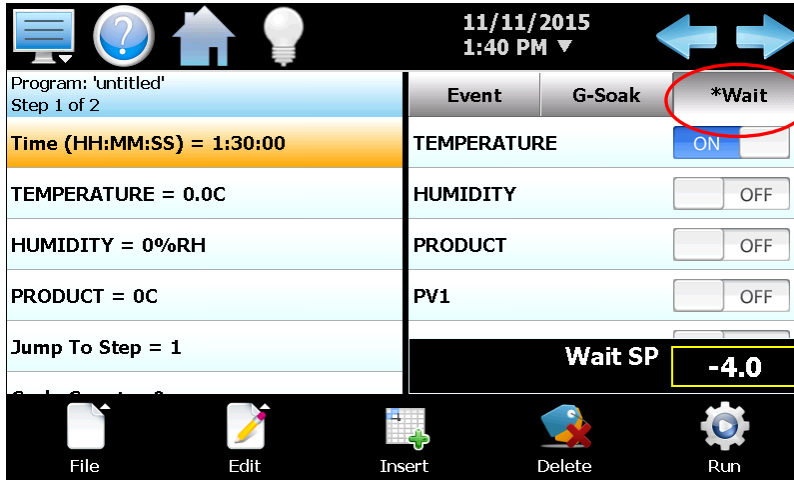 11/11/2015
1:40 PM ▼
Program: 'untitled'
Step 1 of 2
Event G-Soak *Wait
Time (HH:MM:SS) = 1:30:00
TEMPERATURE ON
TEMPERATURE = 0.0C
HUMIDITY OFF
HUMIDITY = 0%RH
PRODUCT OFF
PRODUCT = 0C
PV1 OFF
Jump To Step = 1
Wait SP -4.0
File Edit Insert Delete Run